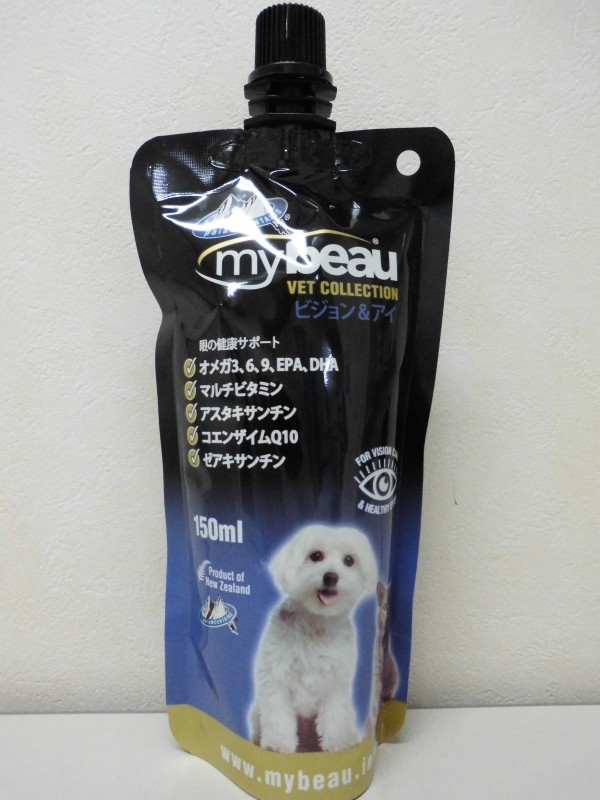 mybeau
VET COLLECTION
ビジョン&アイ
眼の健康サポート
オメガ3、6、9、EPA、DHA
マルチビタミン
アスタキサンチン
コエンザイムQ10
ゼアキサンチン
FOR VISION
& HEALTHY
150ml
Product of
New Zealand
www.mybeau.in